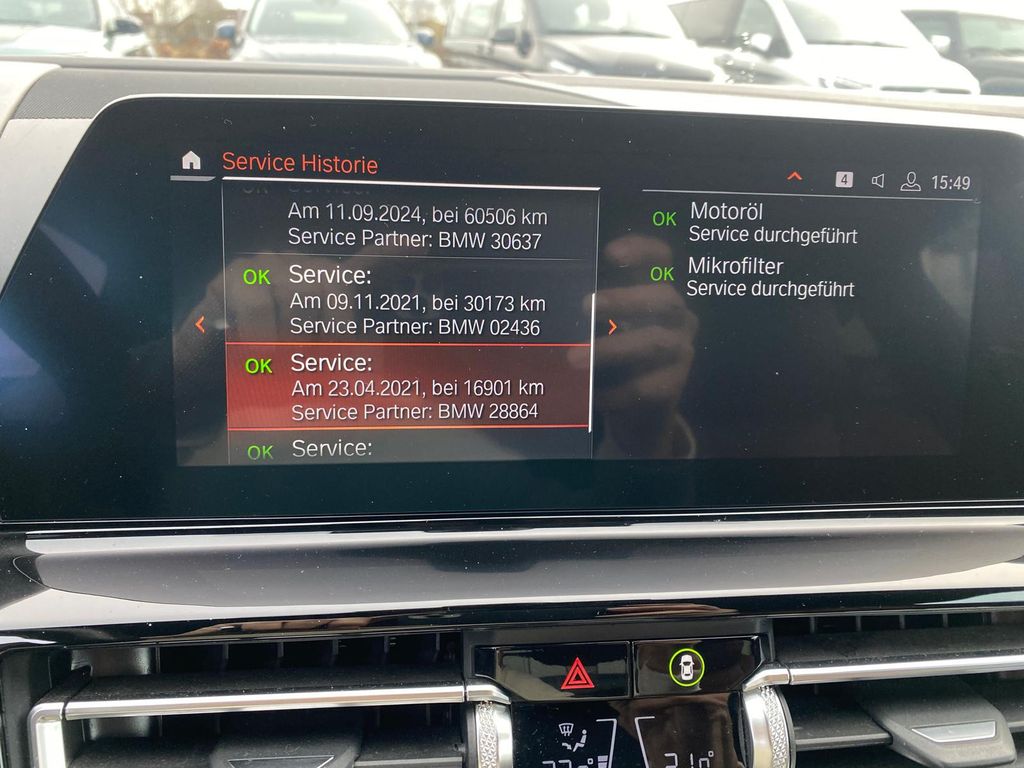 Service Historie
4
15:49
OK Service:
Am 11.09.2024, bei 60506 km
Service Partner: BMW 30637
OK Service:
Am 09.11.2021, bei 30173 km
Service Partner: BMW 02436
OK Service:
Am 23.04.2021, bei 16901 km
Service Partner: BMW 28864
OK Service:
OK Motoröl
Service durchgeführt
OK Mikrofilter
Service durchgeführt